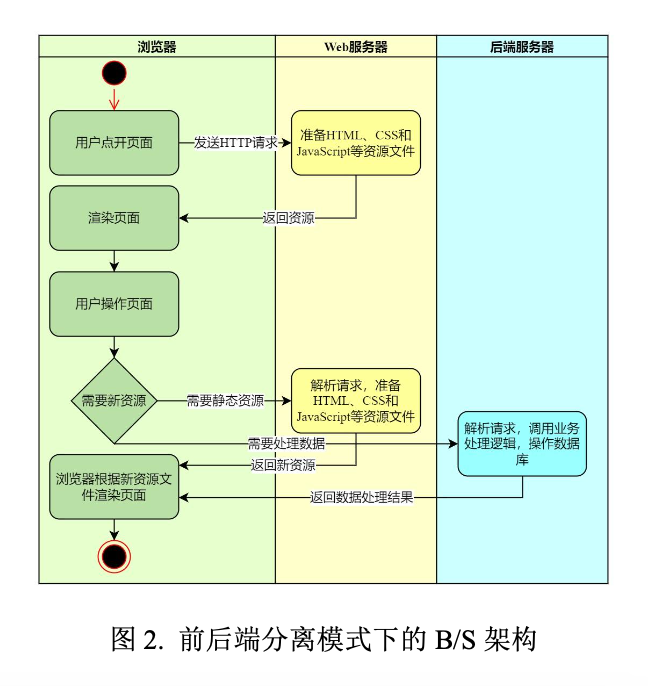 浏览器
Web服务器
后端服务器
用户点开页面
发送HTTP请求
准备HTML、CSS和
JavaScript等资源文件
渲染页面
返回资源
用户操作页面
需要新资源
需要静态资源
解析请求，准备
HTML、CSS和
JavaScript等资源文件
需要处理数据
解析请求，调用业务
处理逻辑，操作数据
库
返回新资源
浏览器根据新资源文
件渲染页面
返回数据处理结果
图 2. 前后端分离模式下的 B/S 架构